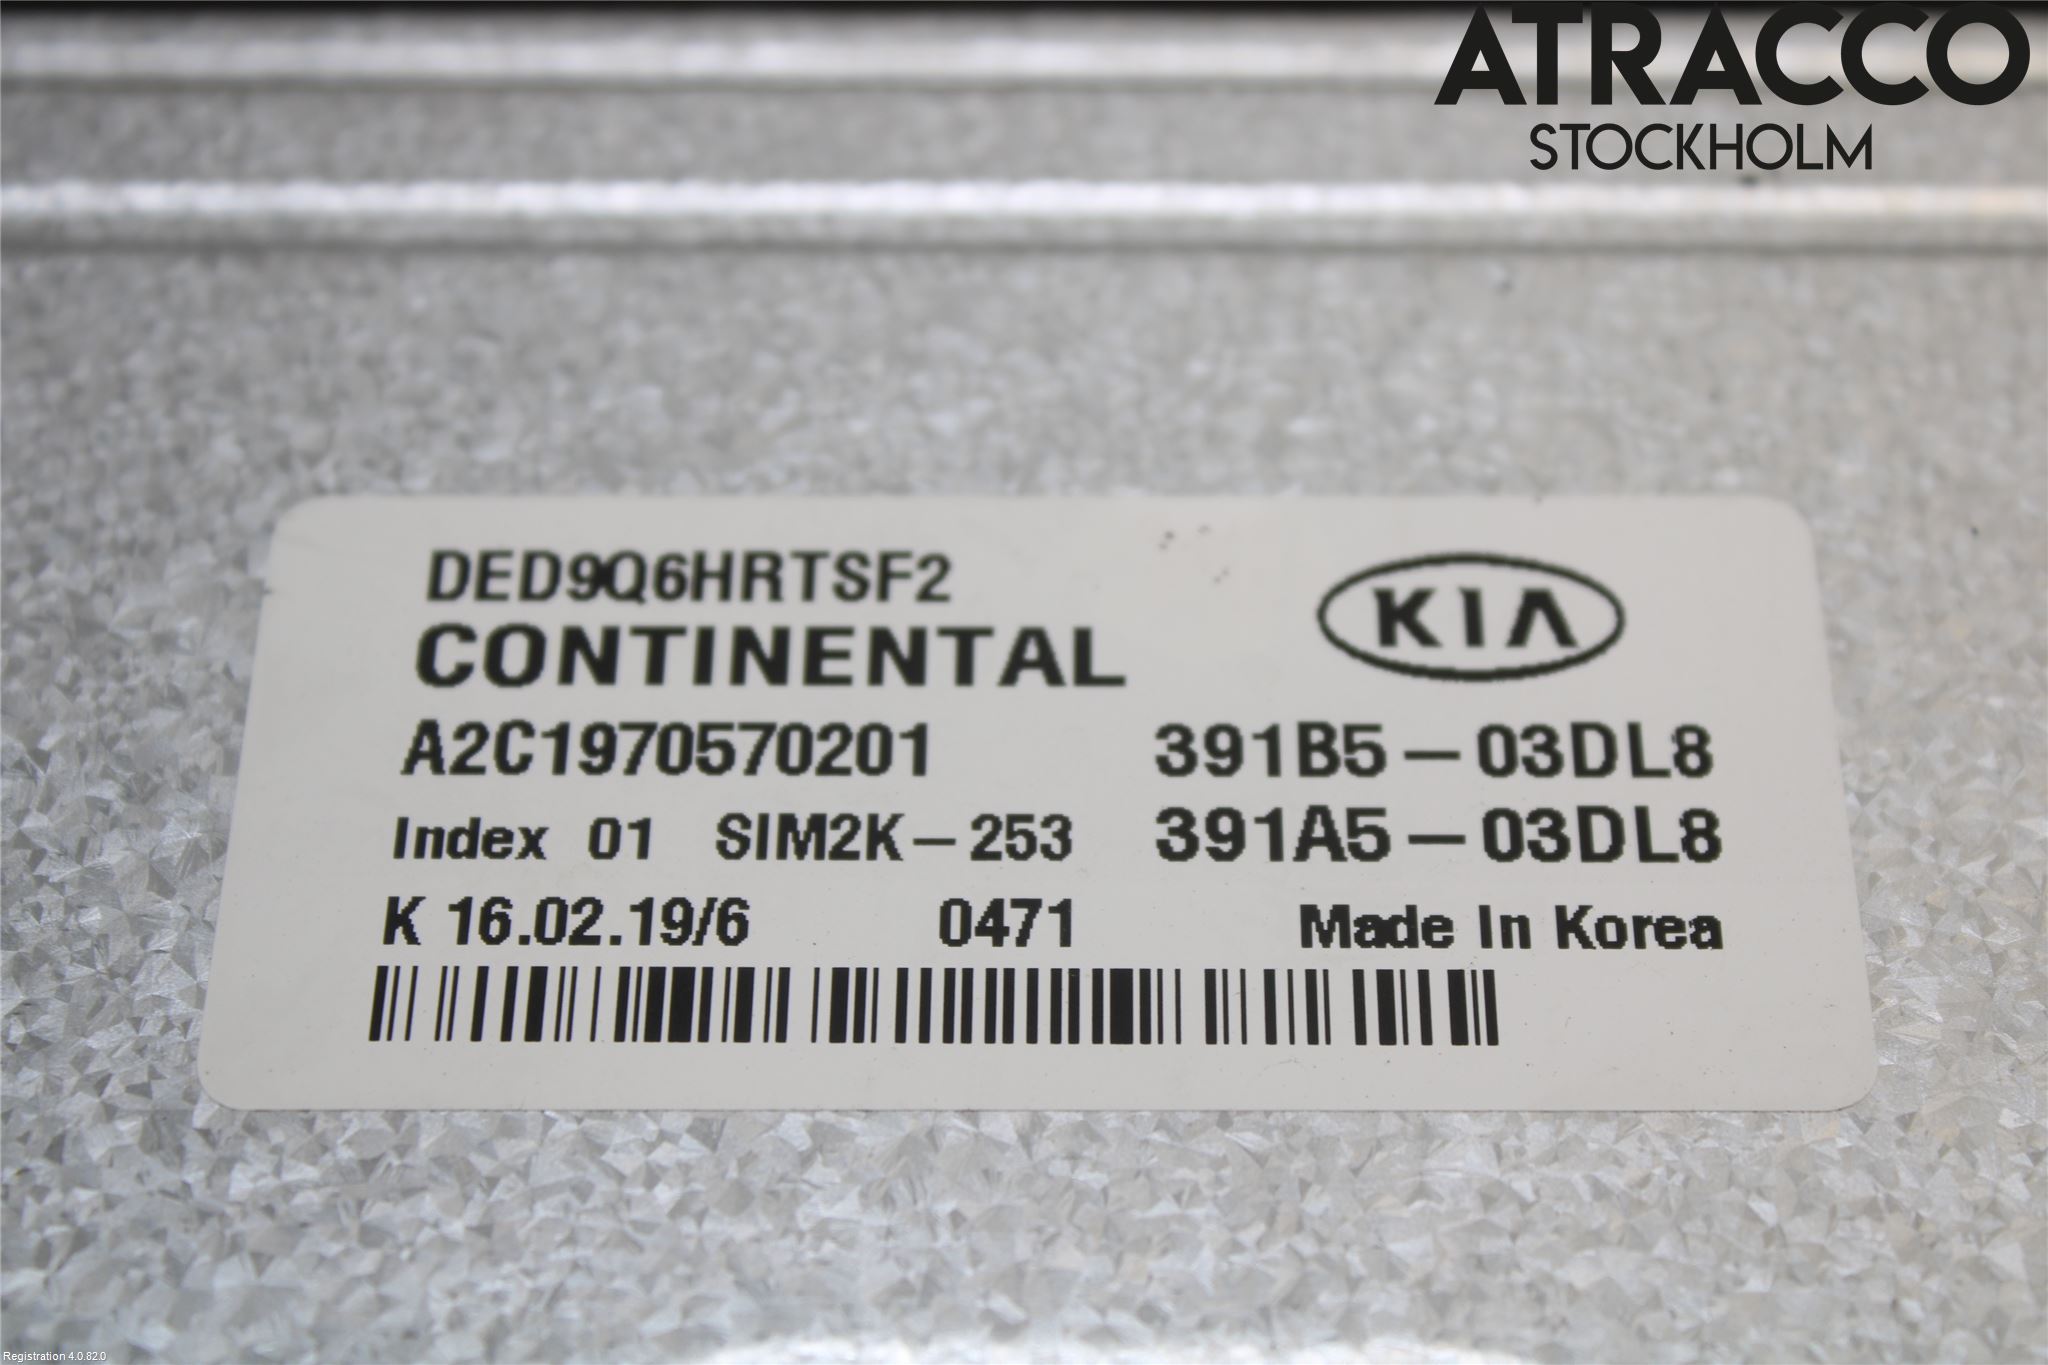 ATRACCO
STOCKHOLM
DED9Q6HRTSF2
CONTINENTAL
KIA
A2C1970570201 391B5-03DL8
Index 01 SIM2K-253 391A5-03DL8
K 16.02.19/6 0471 Made In Korea
Registration 4.0.82.0